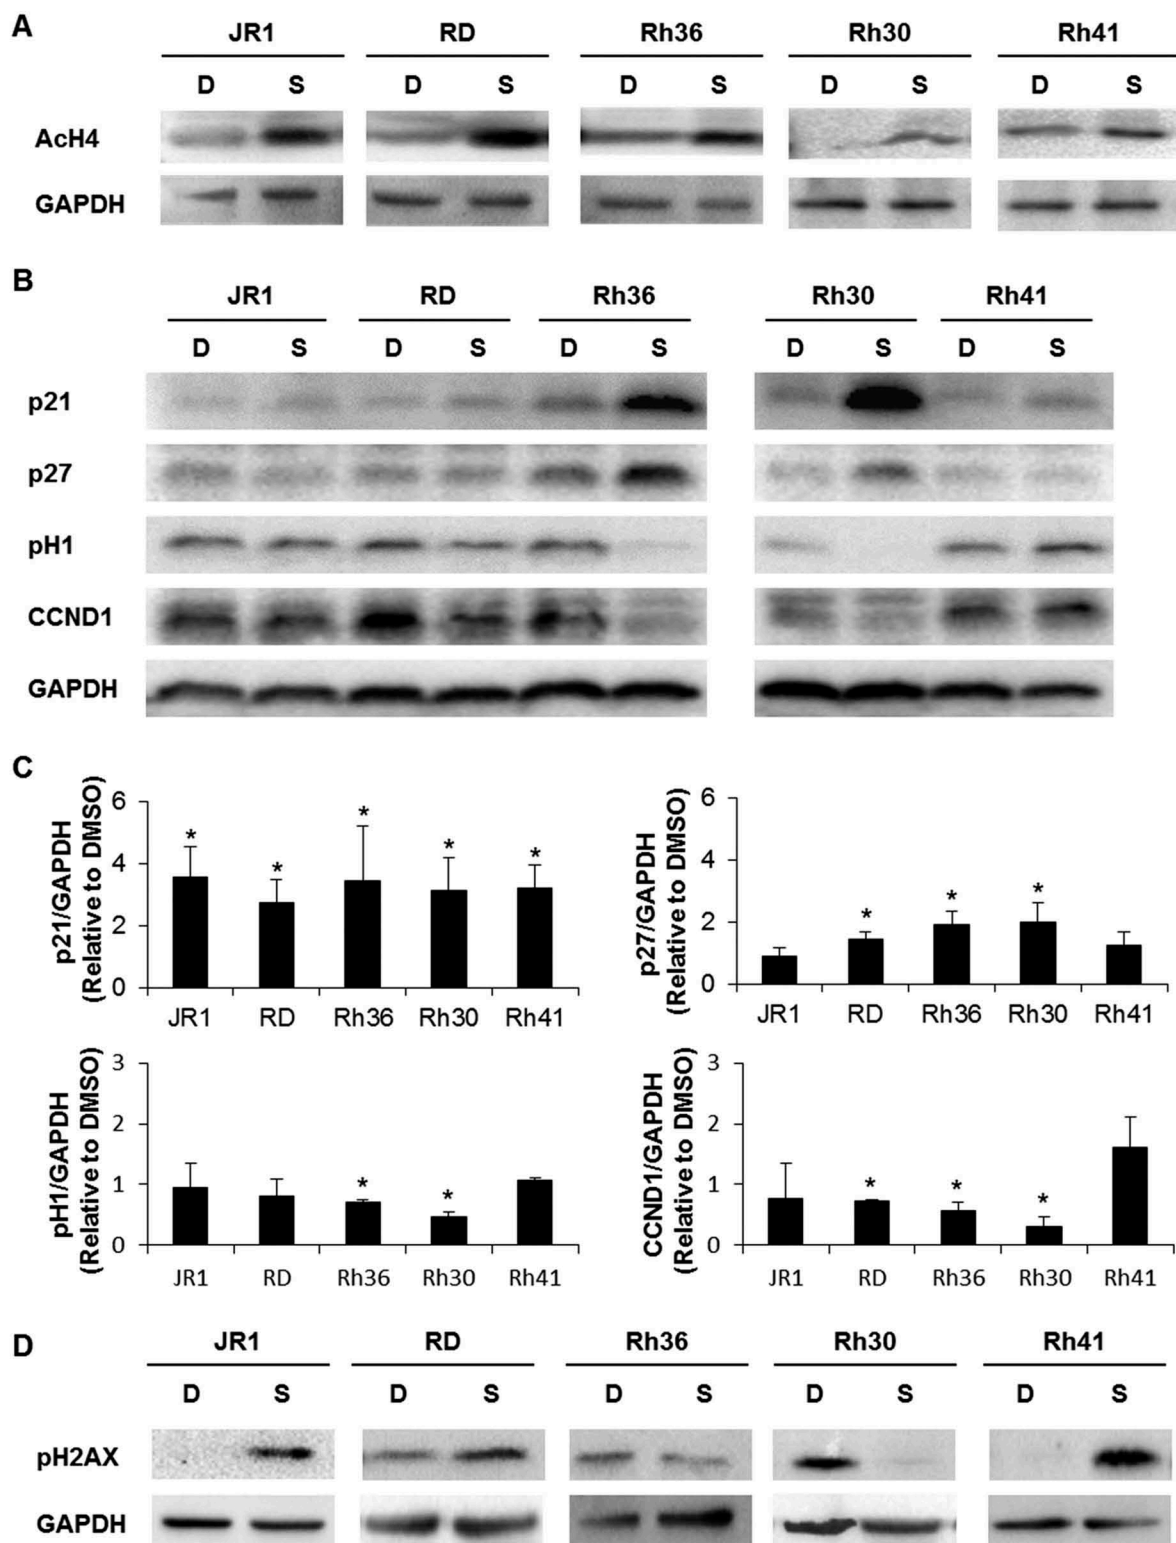 A
JR1 RD Rh36 Rh30 Rh41
D S D S D S D S D S
AcH4
GAPDH
B
JR1 RD Rh36 Rh30 Rh41
D S D S D S D S D S
p21
p27
pH1
CCND1
GAPDH
C
p21/GAPDH
(Relative to DMSO)
6
4
2
0
* * * * *
JR1 RD Rh36 Rh30 Rh41
p27/GAPDH
(Relative to DMSO)
6
4
2
0
* * *
JR1 RD Rh36 Rh30 Rh41
pH1/GAPDH
(Relative to DMSO)
3
2
1
0
* *
JR1 RD Rh36 Rh30 Rh41
CCND1/GAPDH
(Relative to DMSO)
3
2
1
0
* * *
JR1 RD Rh36 Rh30 Rh41
D
JR1 RD Rh36 Rh30 Rh41
D S D S D S D S D S
pH2AX
GAPDH